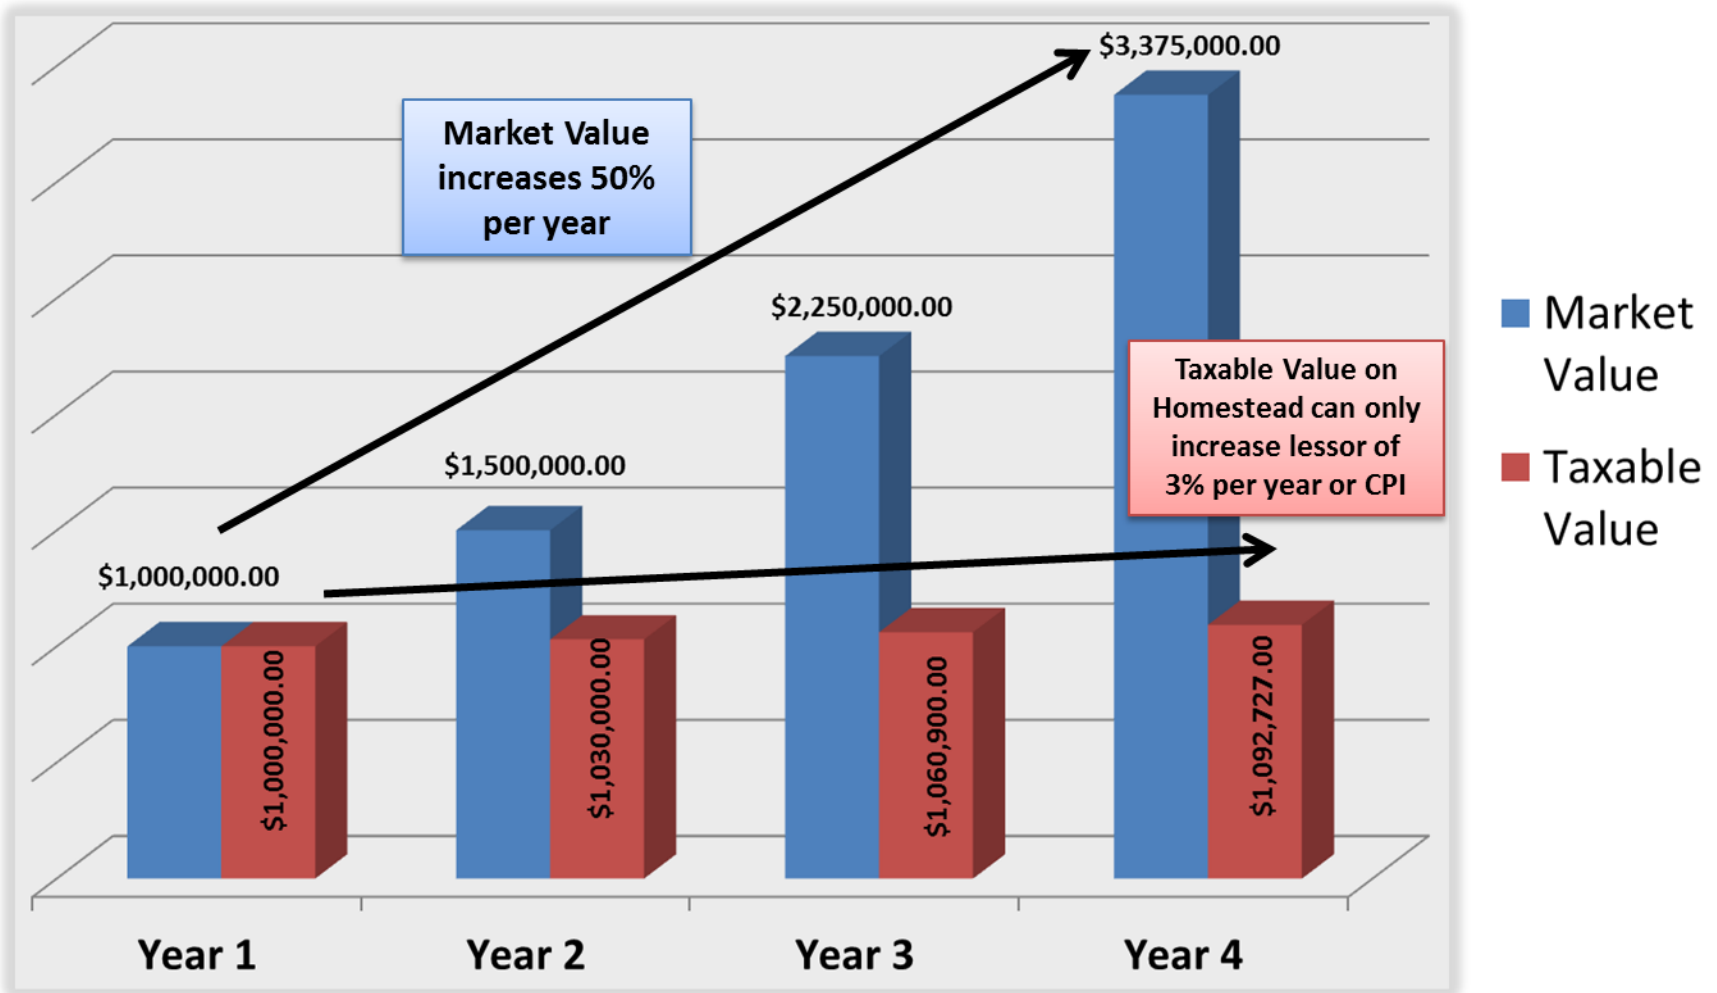 $3,375,000.00
Market Value
increases 50%
per year
$2,250,000.00
Taxable Value on
Homestead can only
increase lessor of
3% per year or CPI
$1,500,000.00
$1,000,000.00
$1,000,000.00
$1,030,000.00
$1,060,900.00
$1,092,727.00
Year 1
Year 2
Year 3
Year 4
Market
Value
Taxable
Value